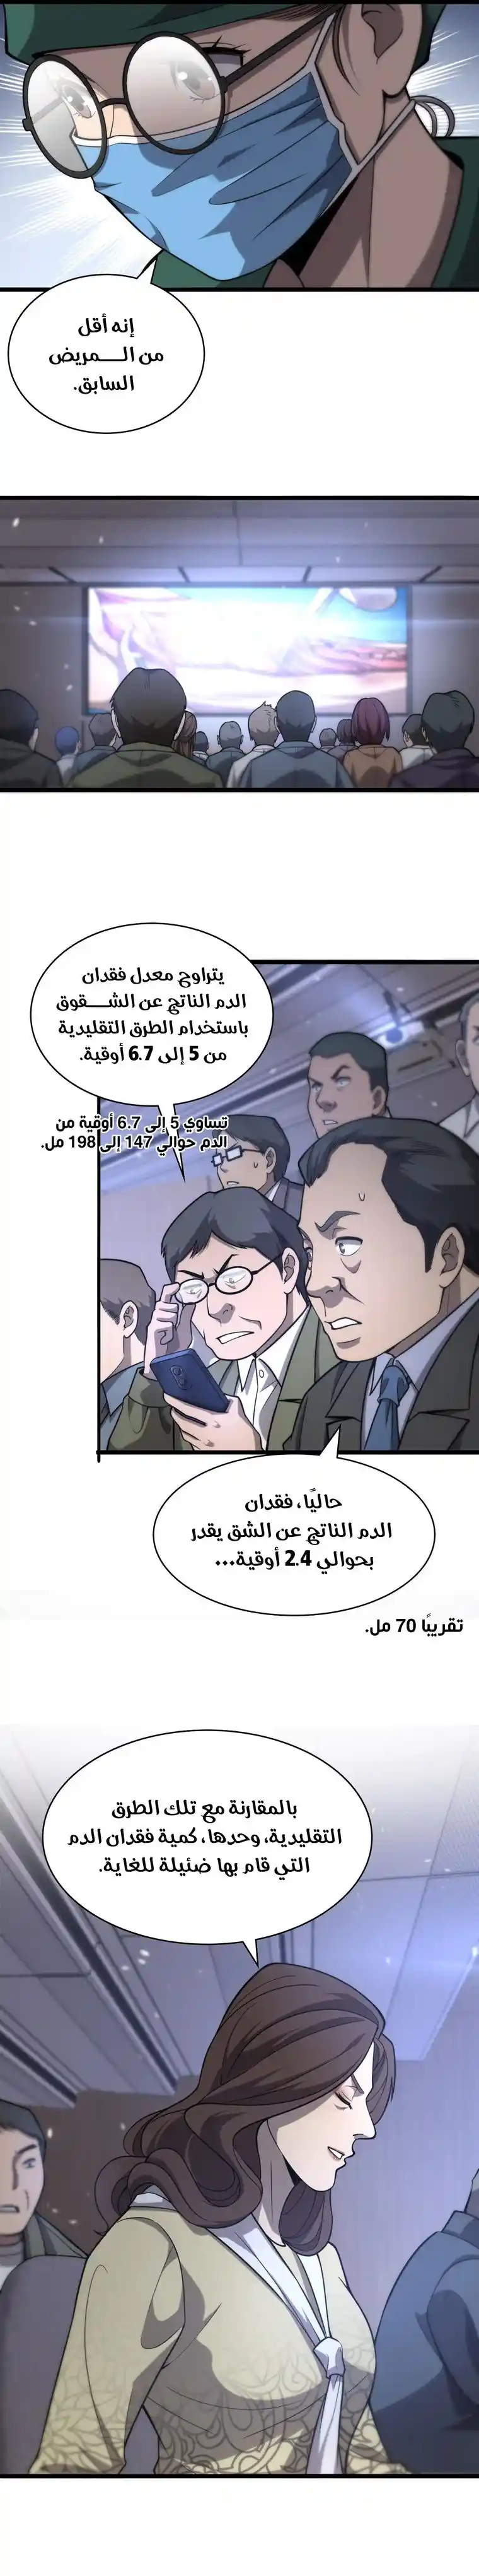 إنه أقل
من الـــمريض
السابق.
يتراوح معدل فقدان
الدم الناتج عن الشـــقوق
باستخدام الطرق التقليدية
من 5 إلى 6.7 أوقية.
تساوي 5 إلى 6.7 أوقية من
الدم حوالي 147 إلى 198 مل.
حاليًا، فقدان
الدم الناتج عن الشق يقدر
بحوالي 2.4 أوقية...
تقريبًا 70 مل.
بالمقارنة مع تلك الطرق
التقليدية، وحدها، كمية فقدان الدم
التي قام بها ضئيلة للغاية.